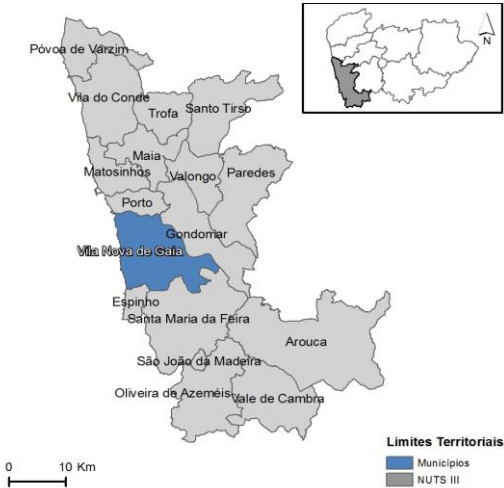 N
Póvoa de Varzim
Vila do Conde
Trofa
Santo Tirso
Maia
Matosinhos
Valongo
Paredes
Porto
Gondomar
Vila Nova de Gaia
Espinho
Santa Maria da Feira
Arouca
São João da Madeira
Oliveira de Azeméis
Vale de Cambra
Limites Territoriais
Municípios
NUTS III
0 10 Km